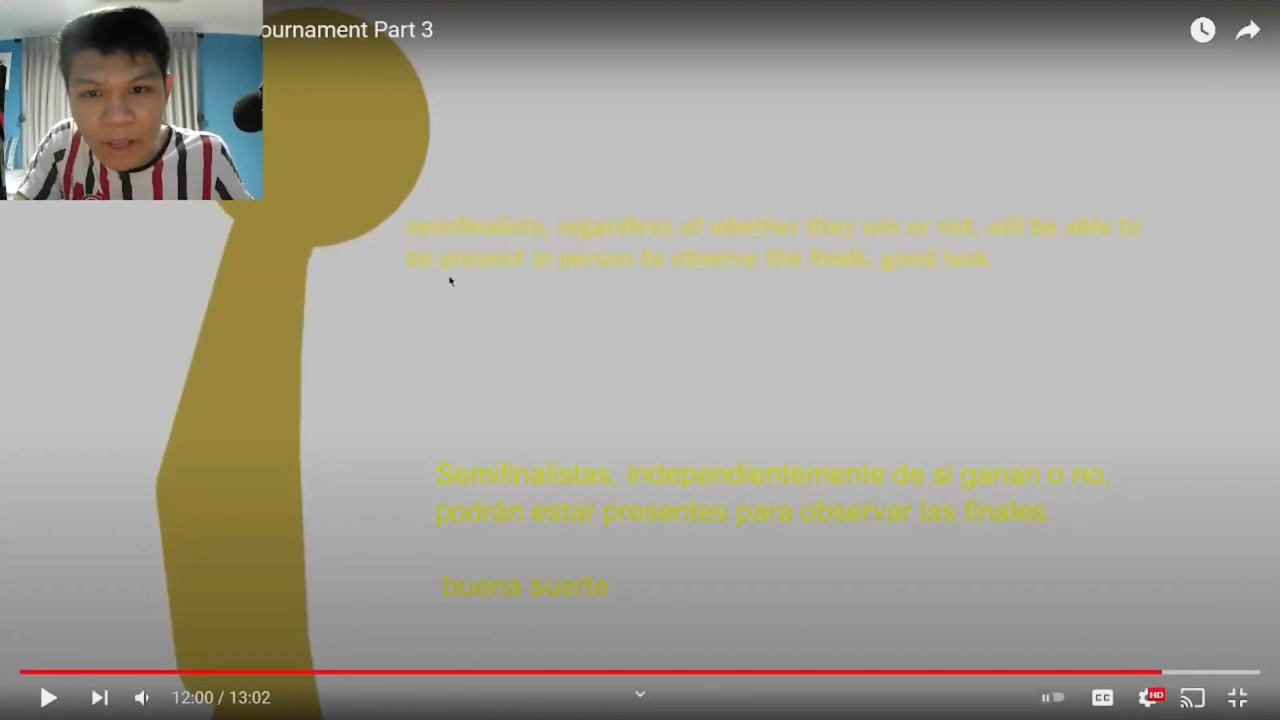 ournament Part 3
semifinalists, regardless of whether they win or not, will be able to
be present in person to observe the finals, good luck.
Semifinalistas, independientemente de si ganan o no,
podrán estar presentes para observar las finales.
buena suerte
12:00 / 13:02
CC
HD